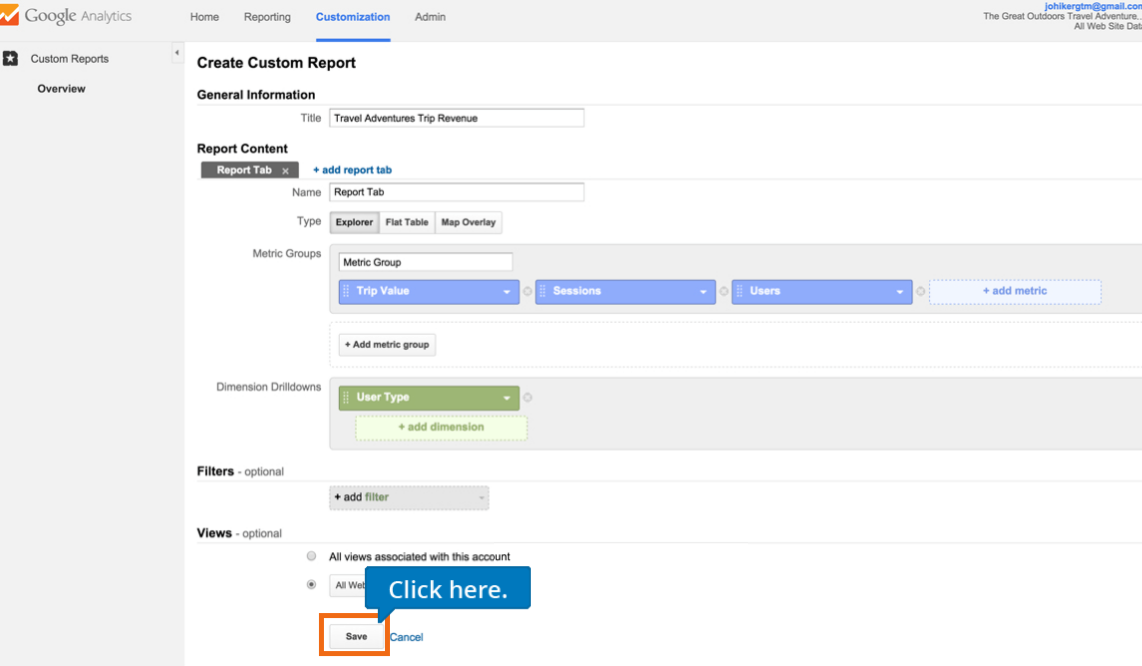 Google Analytics
Home Reporting Customization Admin
johikergtm@gmail.com
The Great Outdoors Travel Adventure...
All Web Site Data
Custom Reports
Overview
Create Custom Report
General Information
Title Travel Adventures Trip Revenue
Report Content
Report Tab x + add report tab
Name Report Tab
Type Explorer Flat Table Map Overlay
Metric Groups
Metric Group
Trip Value Sessions Users + add metric
+ Add metric group
Dimension Drilldowns
User Type
+ add dimension
Filters - optional
+ add filter
Views - optional
All views associated with this account
All Web
Click here.
Save Cancel